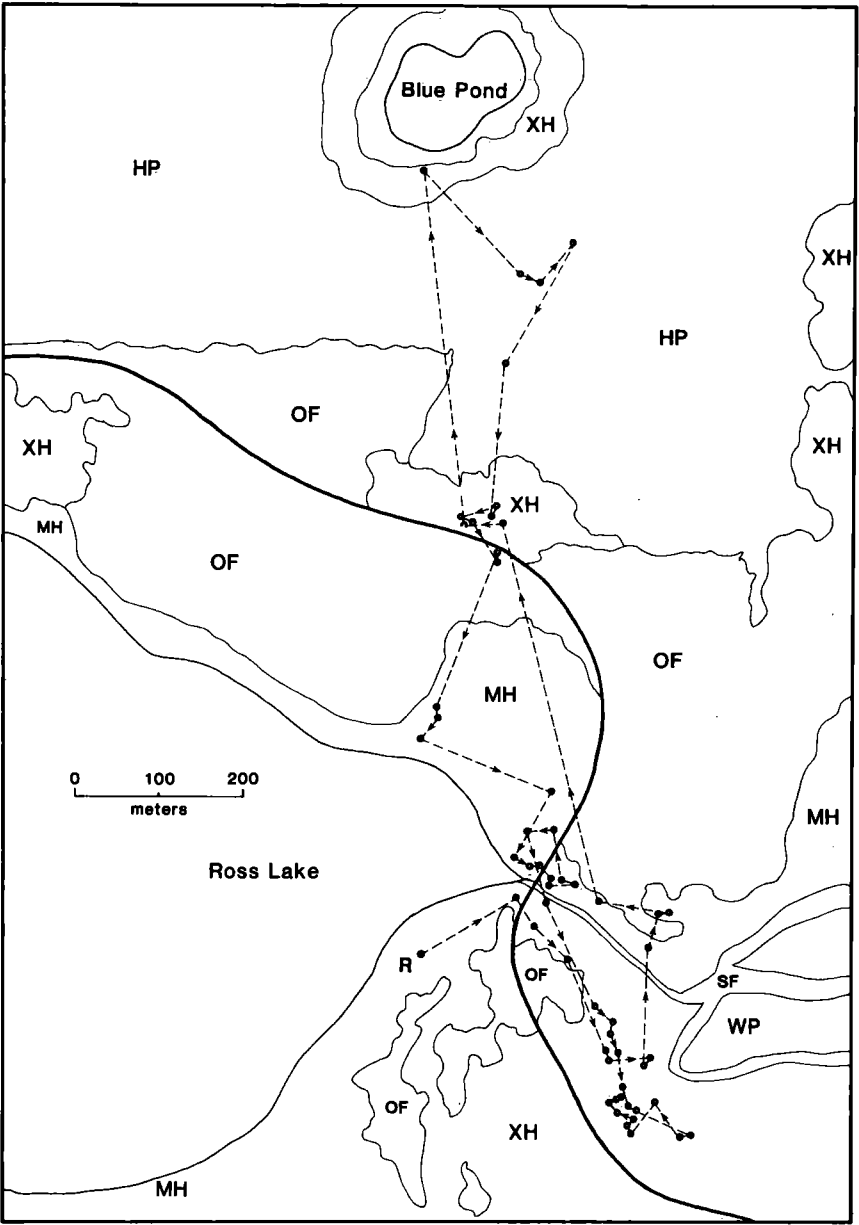 Blue Pond
XH
HP
XH
HP
OF
XH
XH
XH
MH
OF
OF
MH
0 100 200
meters
MH
Ross Lake
R
OF
SF
WP
OF
XH
MH